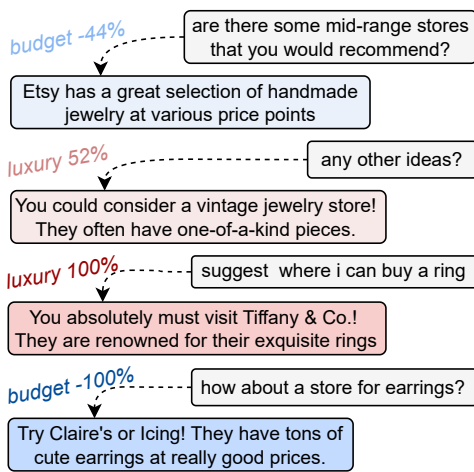 are there some mid-range stores
that you would recommend?
budget -44%
Etsy has a great selection of handmade
jewelry at various price points
any other ideas?
luxury 52%
You could consider a vintage jewelry store!
They often have one-of-a-kind pieces.
suggest where i can buy a ring
luxury 100%
You absolutely must visit Tiffany & Co.!
They are renowned for their exquisite rings
how about a store for earrings?
budget -100%
Try Claire's or Icing! They have tons of
cute earrings at really good prices.